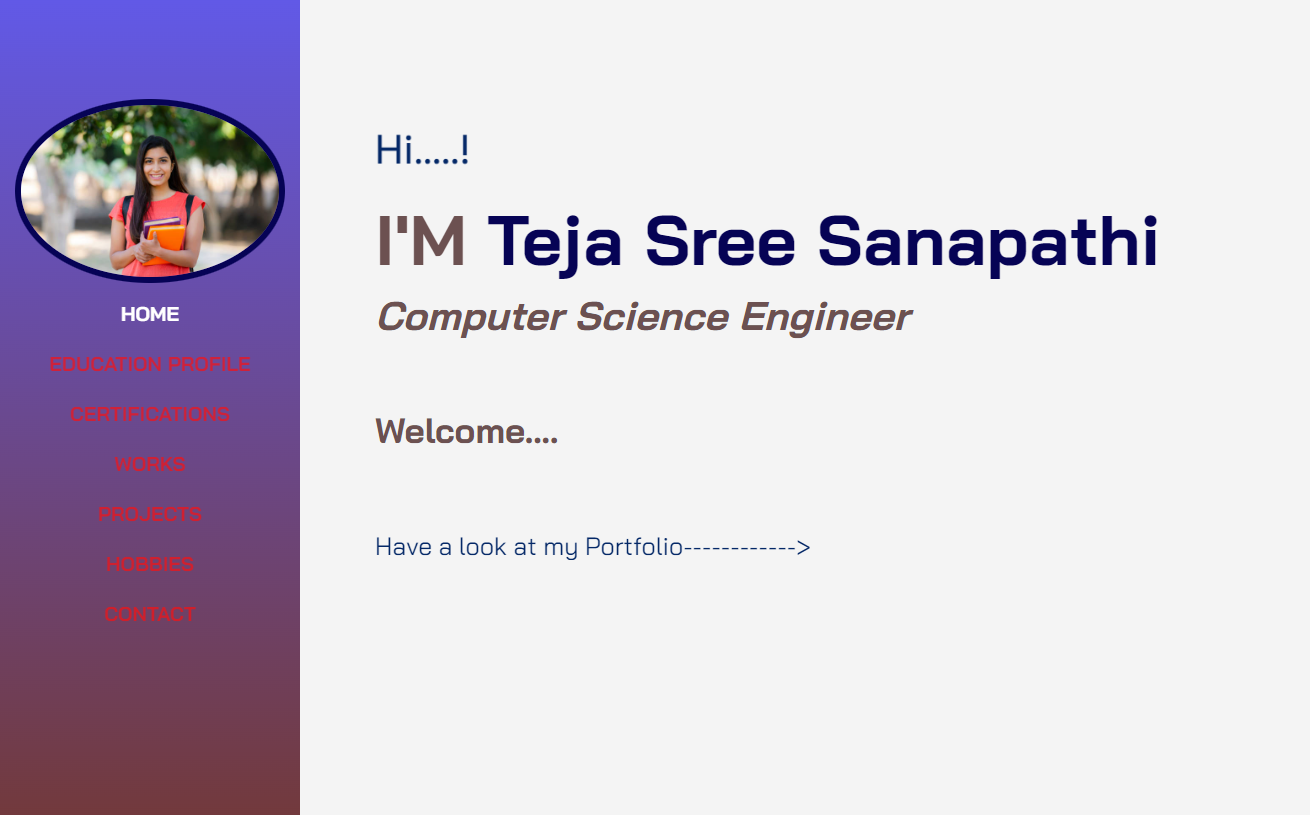 HOME
EDUCATION PROFILE
CERTIFICATIONS
WORKS
PROJECTS
HOBBIES
CONTACT
Hi.....!
I'M Teja Sree Sanapathi
Computer Science Engineer
Welcome....
Have a look at my Portfolio------------>